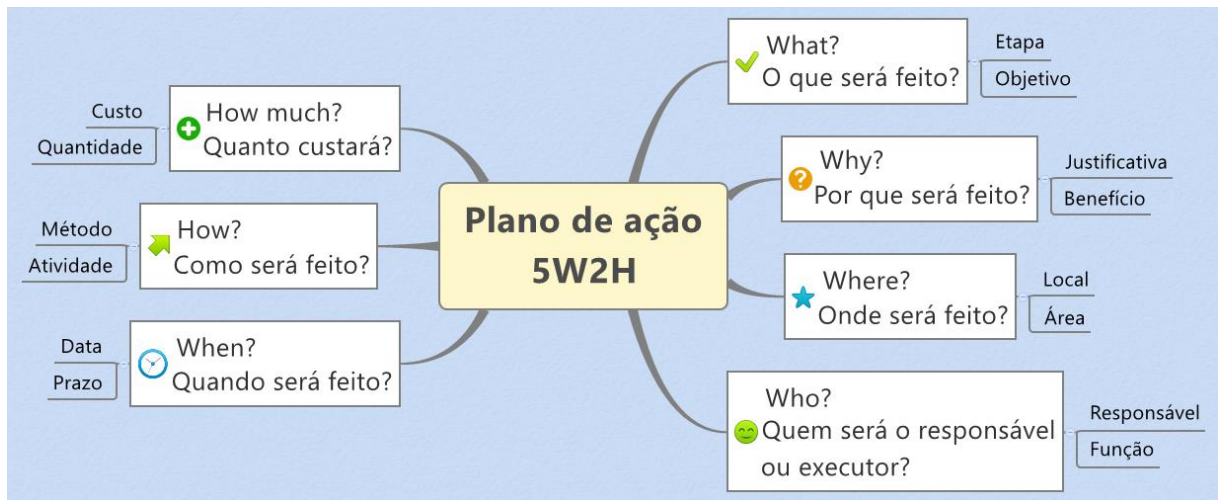 Plano de ação
5W2H
What?
O que será feito?
Etapa
Objetivo
Why?
Por que será feito?
Justificativa
Benefício
Where?
Onde será feito?
Local
Área
Who?
Quem será o responsável
ou executor?
Responsável
Função
When?
Quando será feito?
Data
Prazo
How?
Como será feito?
Método
Atividade
How much?
Quanto custará?
Custo
Quantidade